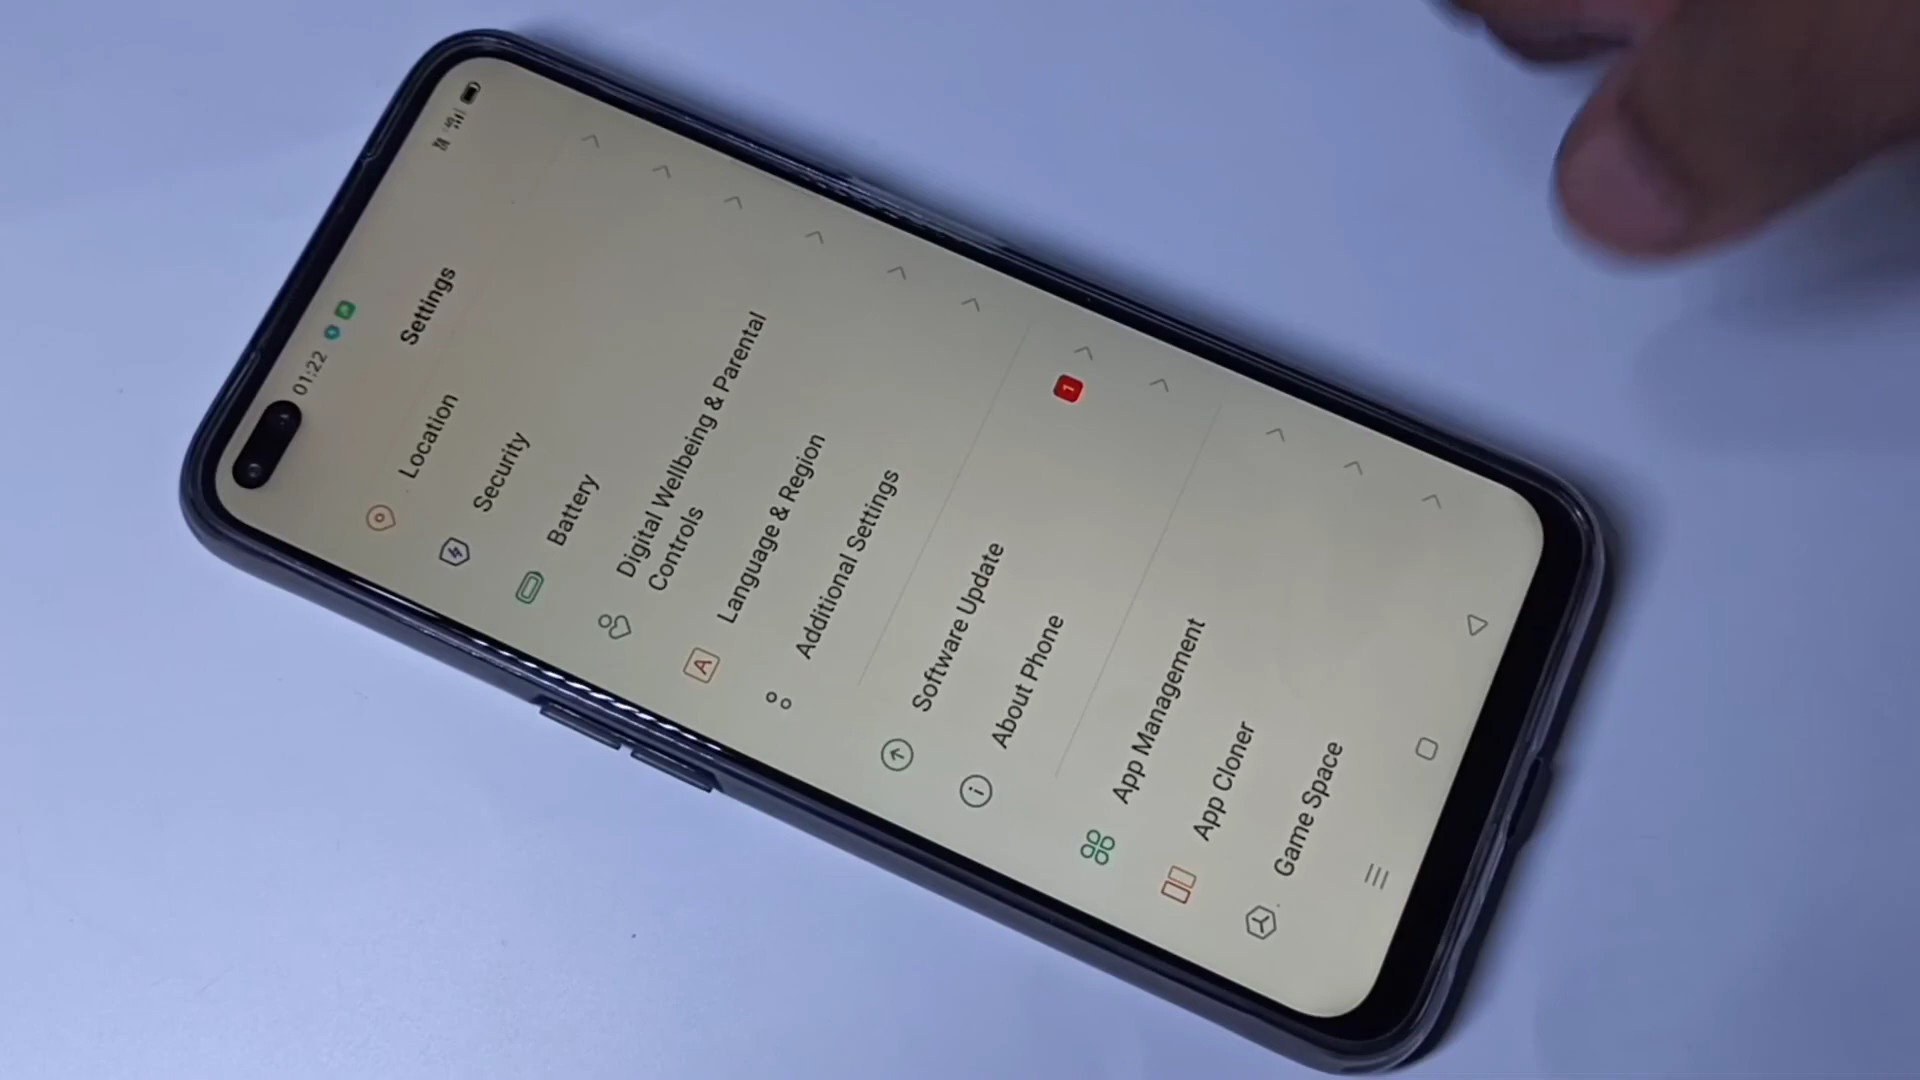 01:22
4G
Settings
Location
Security
Battery
Digital Wellbeing & Parental
Controls
A
Language & Region
Additional Settings
Software Update
1
About Phone
App Management
App Cloner
Game Space